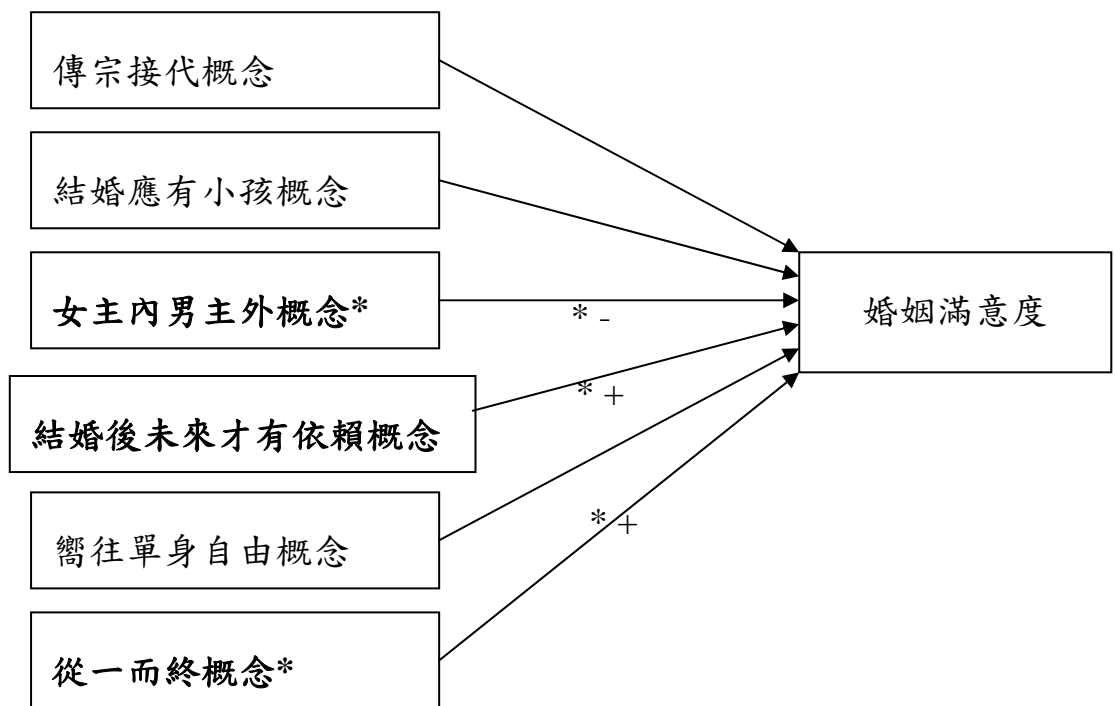 傳宗接代概念
結婚應有小孩概念
女主內男主外概念*
* -
婚姻滿意度
* +
結婚後未來才有依賴概念
* +
嚮往單身自由概念
從一而終概念*